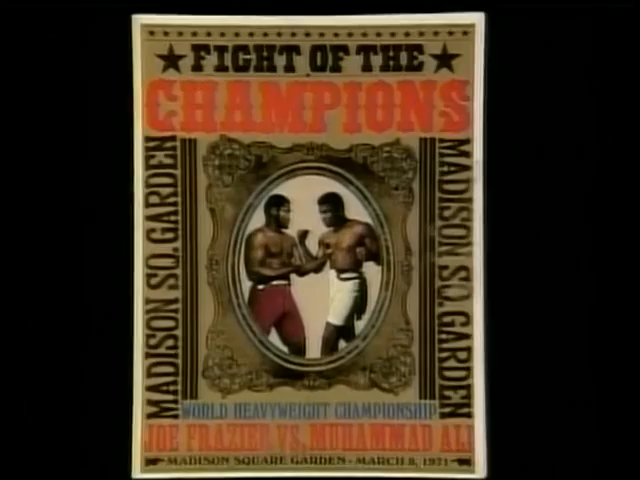 FIGHT OF THE
CHAMPIONS
MADISON SQ. GARDEN
MADISON SQ. GARDEN
WORLD HEAVYWEIGHT CHAMPIONSHIP
JOE FRAZIER VS. MUHAMMAD ALI
MADISON SQUARE GARDEN - MARCH 8, 1971